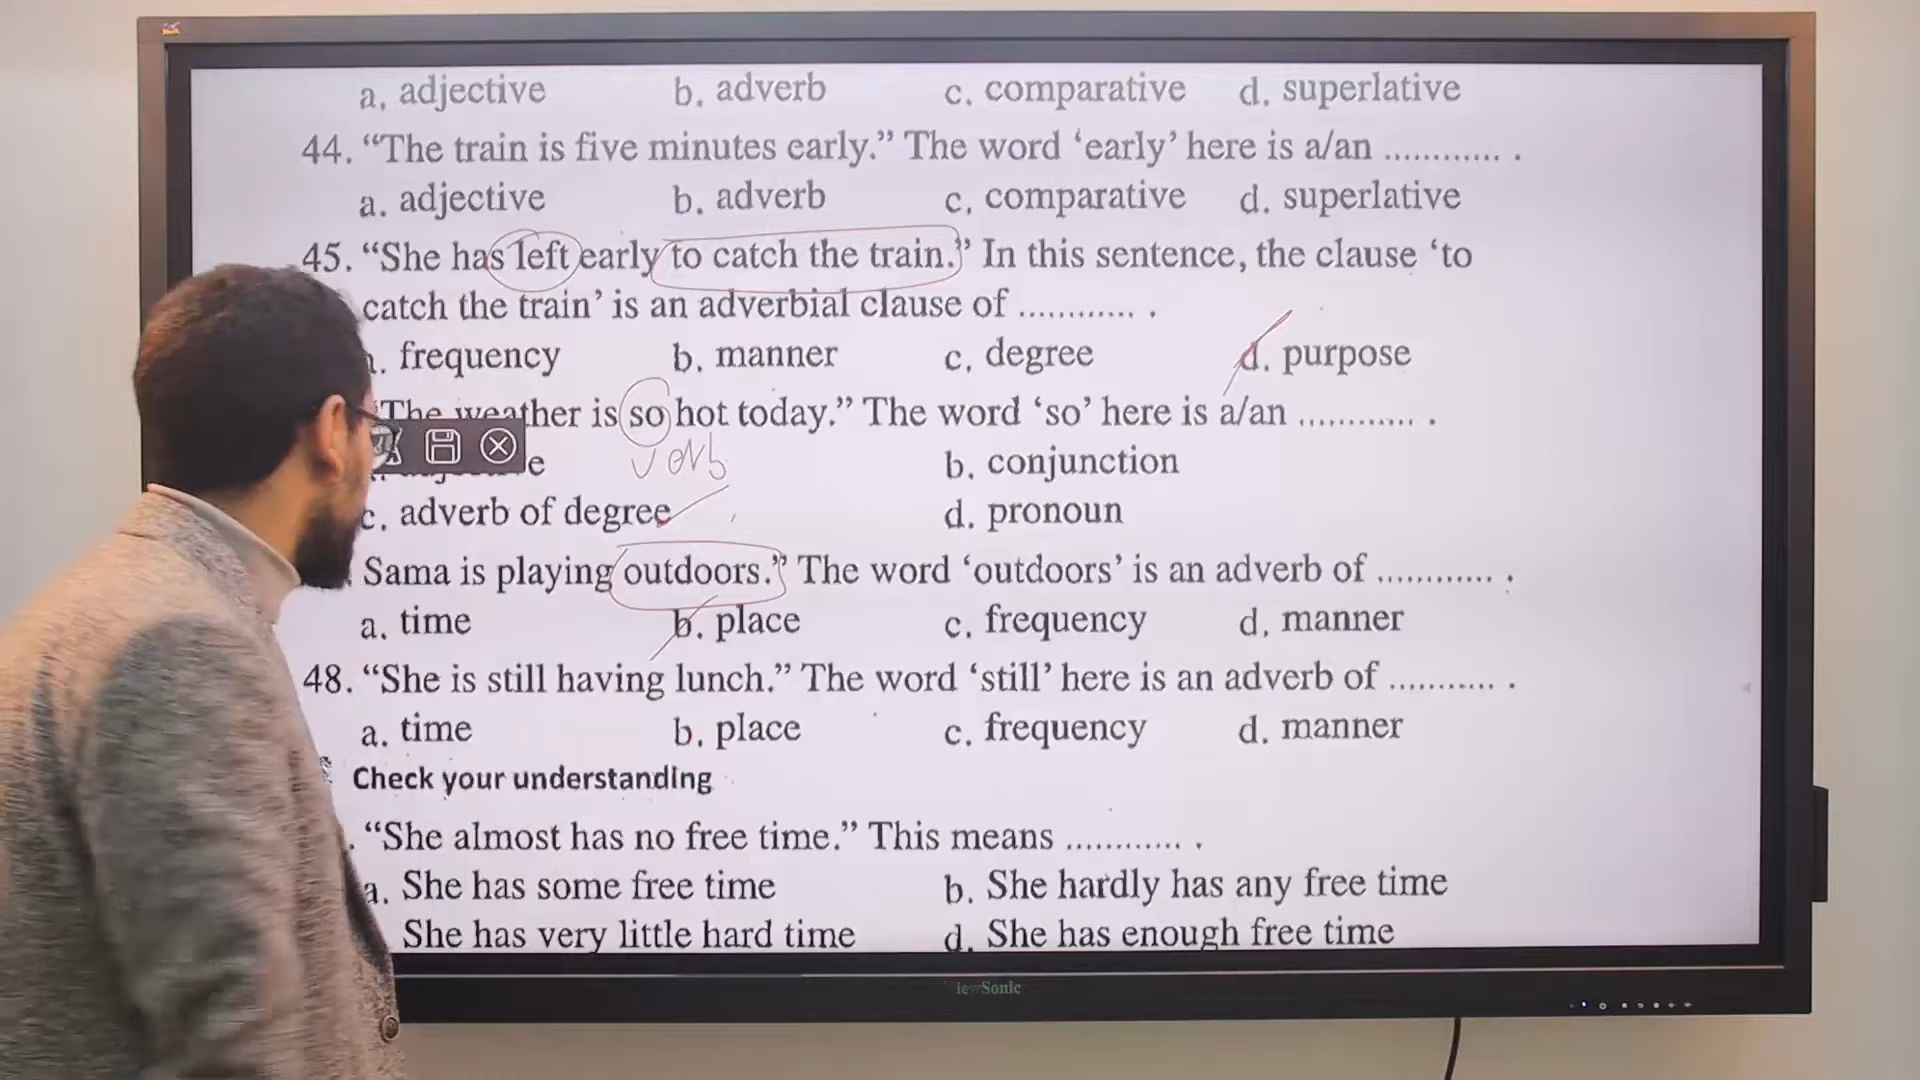 a. adjective b. adverb c. comparative d. superlative
44. “The train is five minutes early.” The word ‘early’ here is a/an ............ .
a. adjective b. adverb c. comparative d. superlative
45. “She has left early to catch the train.” In this sentence, the clause ‘to
catch the train’ is an adverbial clause of ............ .
frequency b. manner c. degree d. purpose
The weather is so hot today.” The word ‘so’ here is a/an ............ .
b. conjunction
c. adverb of degree d. pronoun
Sama is playing outdoors.” The word ‘outdoors’ is an adverb of ............ .
a. time b. place c. frequency d. manner
48. “She is still having lunch.” The word ‘still’ here is an adverb of ........... .
a. time b. place c. frequency d. manner
Check your understanding
“She almost has no free time.” This means ............ .
a. She has some free time b. She hardly has any free time
She has very little hard time d. She has enough free time
iewSonic